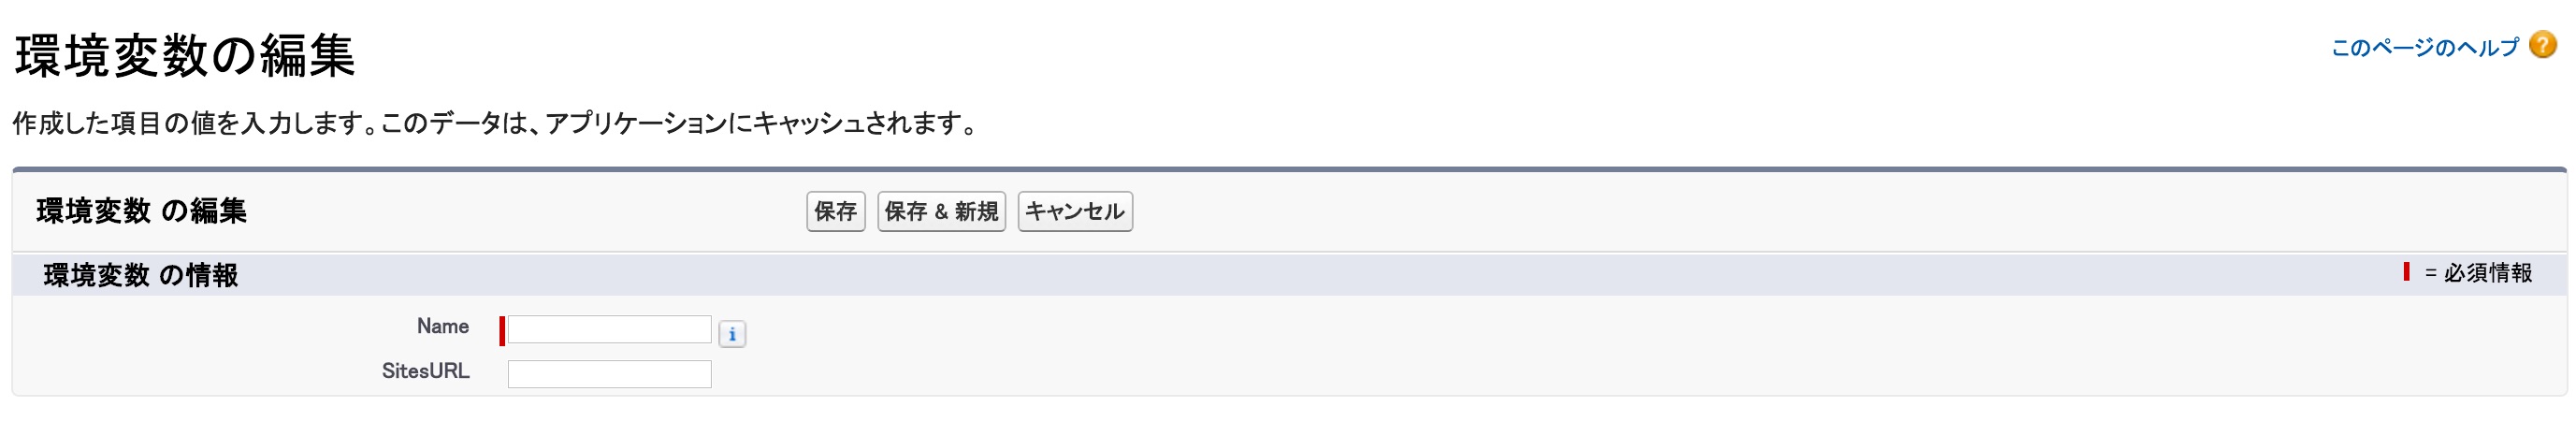 環境変数の編集
このページのヘルプ ?
作成した項目の値を入力します。このデータは、アプリケーションにキャッシュされます。
環境変数 の編集 保存 保存 & 新規 キャンセル
環境変数 の情報 = 必須情報
Name i
SitesURL